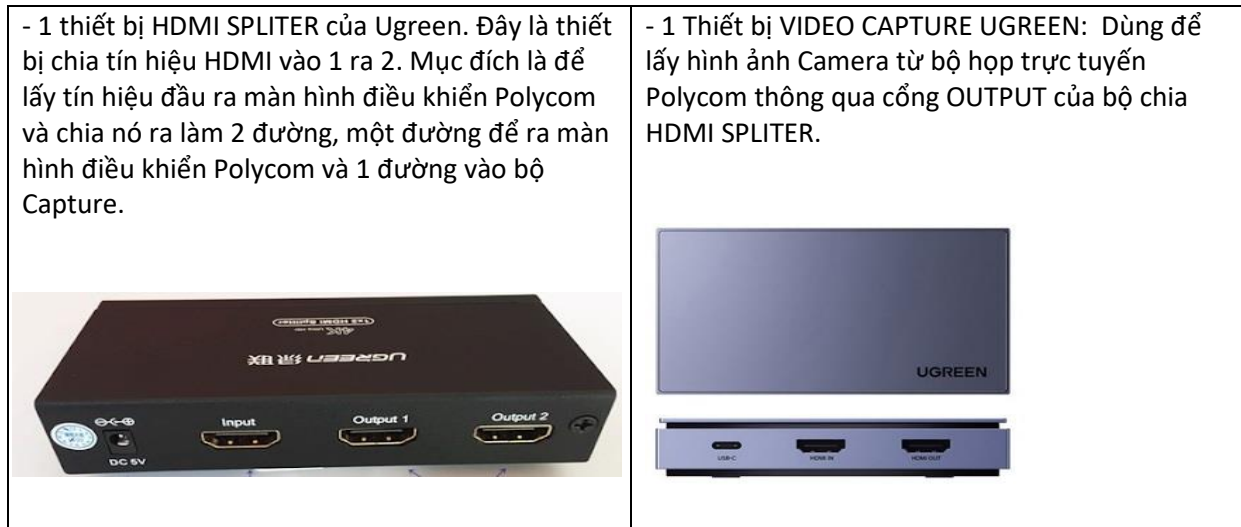 - 1 thiết bị HDMI SPLITER của Ugreen. Đây là thiết
bị chia tín hiệu HDMI vào 1 ra 2. Mục đích là để
lấy tín hiệu đầu ra màn hình điều khiển Polycom
và chia nó ra làm 2 đường, một đường để ra màn
hình điều khiển Polycom và 1 đường vào bộ
Capture.
1x2 HDMI Splitter
4K Ultra HD
UGREEN 绿联
Input
Output 1
Output 2
DC 5V
- 1 Thiết bị VIDEO CAPTURE UGREEN: Dùng để
lấy hình ảnh Camera từ bộ họp trực tuyến
Polycom thông qua cổng OUTPUT của bộ chia
HDMI SPLITER.
UGREEN
USB-C
HDMI IN
HDMI OUT